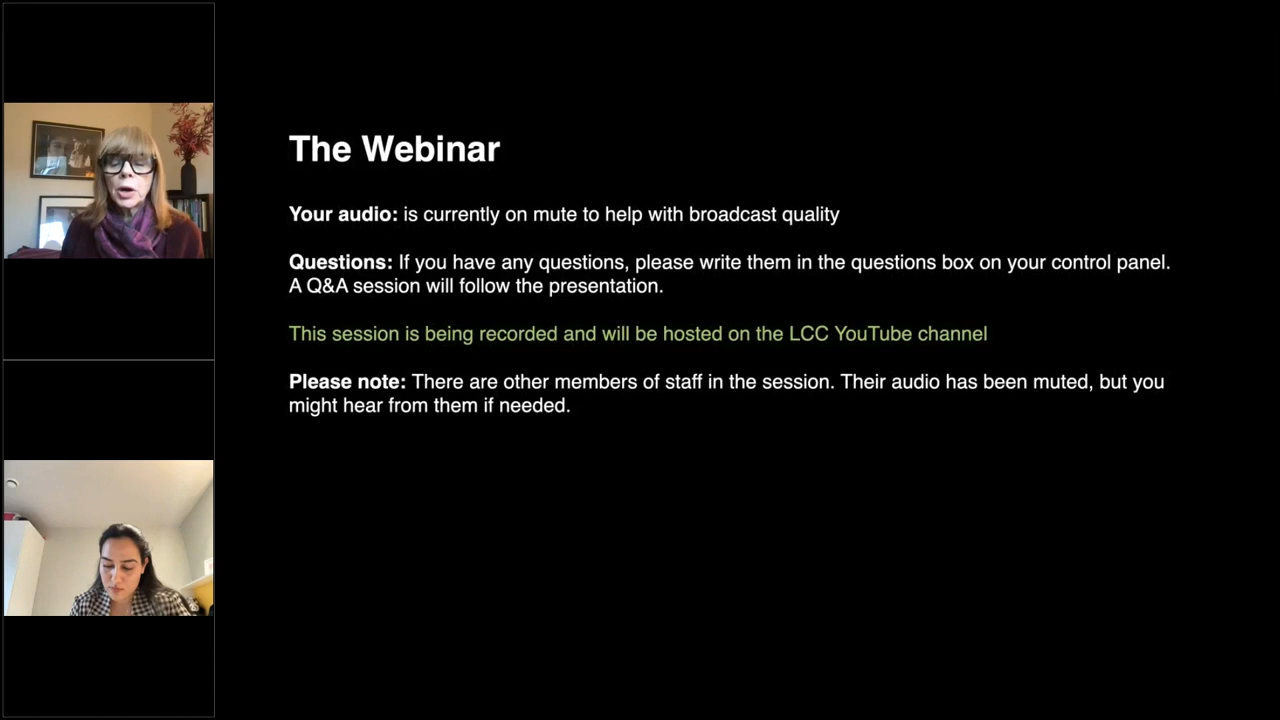 The Webinar
Your audio: is currently on mute to help with broadcast quality
Questions: If you have any questions, please write them in the questions box on your control panel.
A Q&A session will follow the presentation.
This session is being recorded and will be hosted on the LCC YouTube channel
Please note: There are other members of staff in the session. Their audio has been muted, but you
might hear from them if needed.